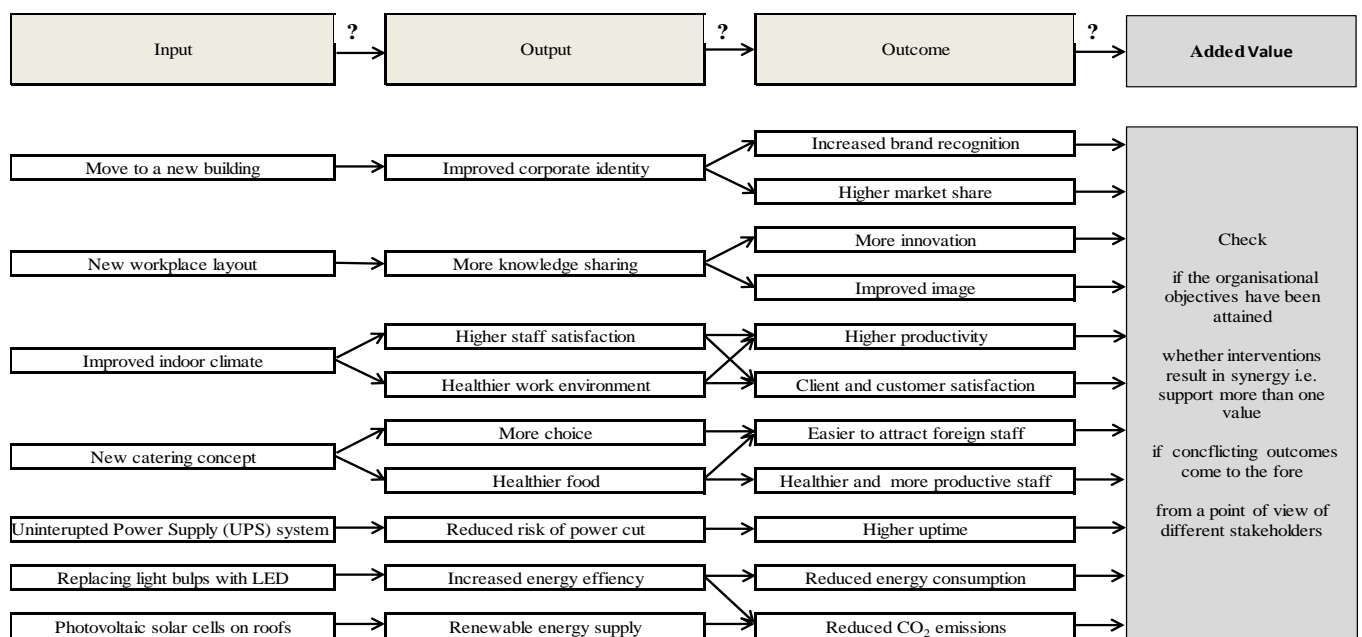 ?
?
?
Input
Output
Outcome
Added Value
Move to a new building
Improved corporate identity
Increased brand recognition
Higher market share
New workplace layout
More knowledge sharing
More innovation
Improved image
Improved indoor climate
Higher staff satisfaction
Healthier work environment
Higher productivity
Client and customer satisfaction
New catering concept
More choice
Healthier food
Easier to attract foreign staff
Healthier and more productive staff
Uninterupted Power Supply (UPS) system
Reduced risk of power cut
Higher uptime
Replacing light bulps with LED
Increased energy effiency
Reduced energy consumption
Photovoltaic solar cells on roofs
Renewable energy supply
Reduced CO₂ emissions
Check
if the organisational
objectives have been
attained
whether interventions
result in synergy i.e.
support more than one
value
if concflicting outcomes
come to the fore
from a point of view of
different stakeholders